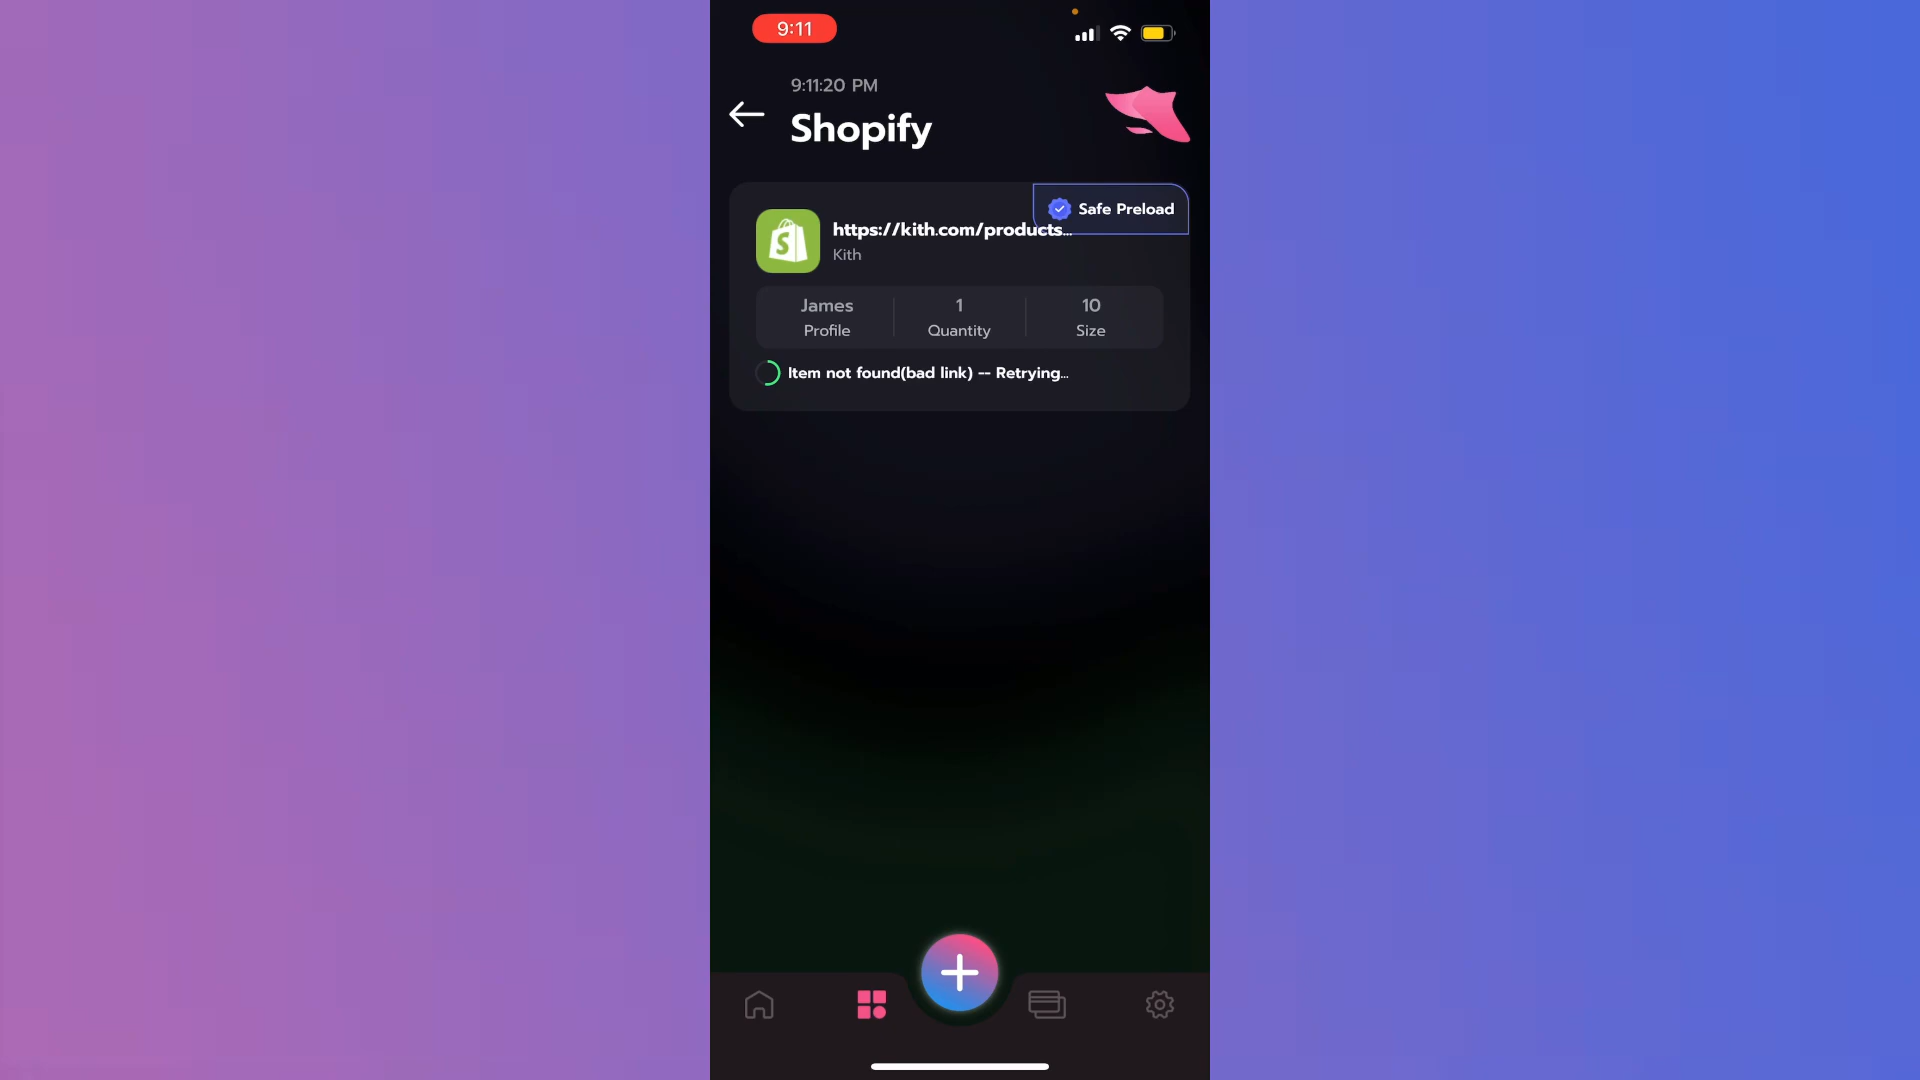 9:11
9:11:20 PM
Shopify
Safe Preload
https://kith.com/products...
Kith
James
Profile
1
Quantity
10
Size
Item not found(bad link) -- Retrying...